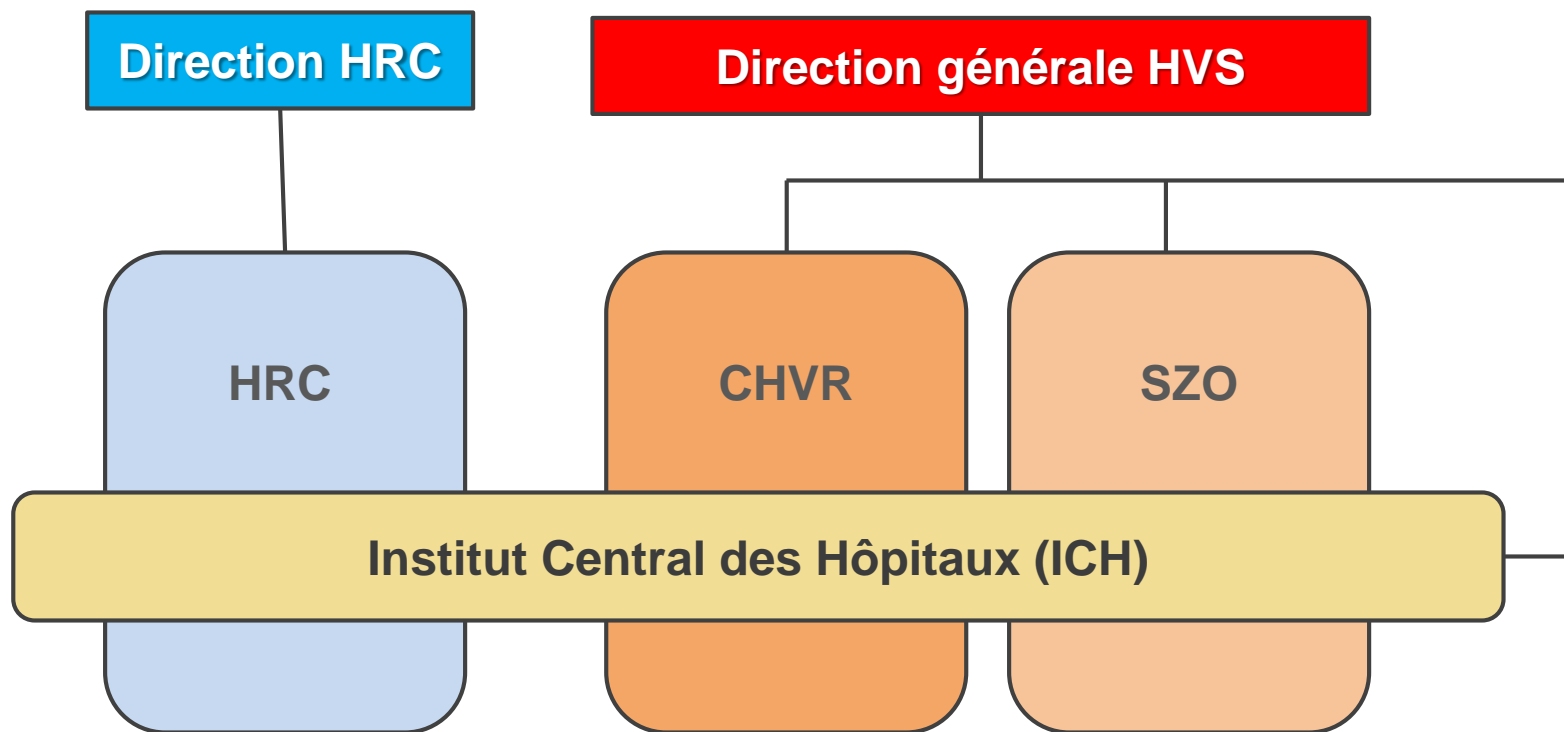 Direction HRC
Direction générale HVS
HRC
CHVR
SZO
Institut Central des Hôpitaux (ICH)